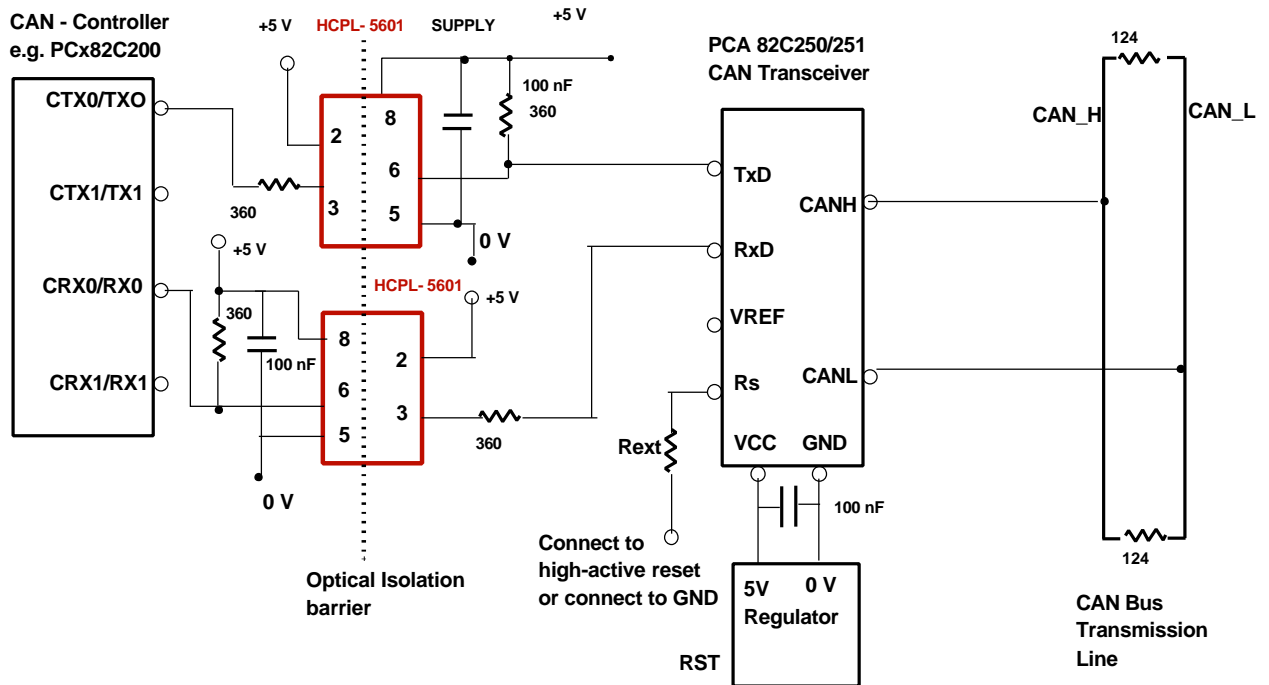 CAN - Controller
e.g. PCx82C200
CTX0/TXO
CTX1/TX1
CRX0/RX0
CRX1/RX1
+5 V
HCPL- 5601
SUPPLY
+5 V
100 nF
360
2
3
8
6
5
360
0 V
+5 V
360
100 nF
0 V
HCPL- 5601
+5 V
8
6
5
2
3
360
Optical Isolation
barrier
PCA 82C250/251
CAN Transceiver
TxD
RxD
VREF
Rs
CANH
CANL
VCC
GND
Rext
Connect to
high-active reset
or connect to GND
100 nF
5V
0 V
Regulator
RST
124
CAN_H
CAN_L
124
CAN Bus
Transmission
Line